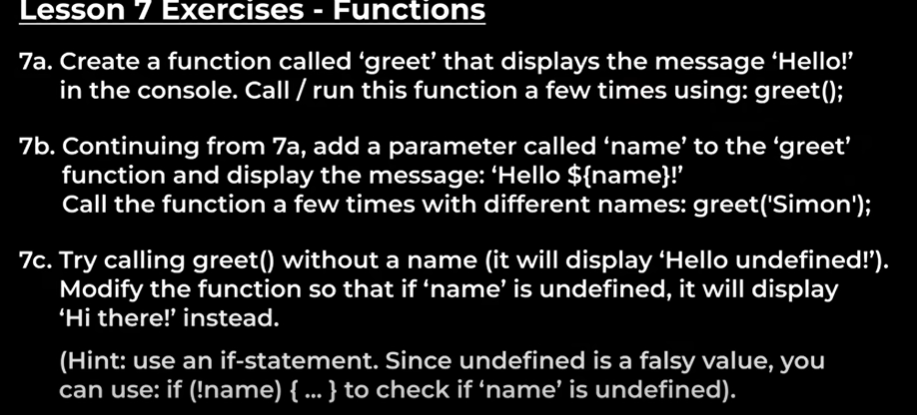 Lesson 7 Exercises - Functions
7a. Create a function called ‘greet’ that displays the message ‘Hello!’
in the console. Call / run this function a few times using: greet();
7b. Continuing from 7a, add a parameter called ‘name’ to the ‘greet’
function and display the message: ‘Hello ${name}!’
Call the function a few times with different names: greet('Simon');
7c. Try calling greet() without a name (it will display ‘Hello undefined!’).
Modify the function so that if ‘name’ is undefined, it will display
‘Hi there!’ instead.
(Hint: use an if-statement. Since undefined is a falsy value, you
can use: if (!name) { ... } to check if ‘name’ is undefined).